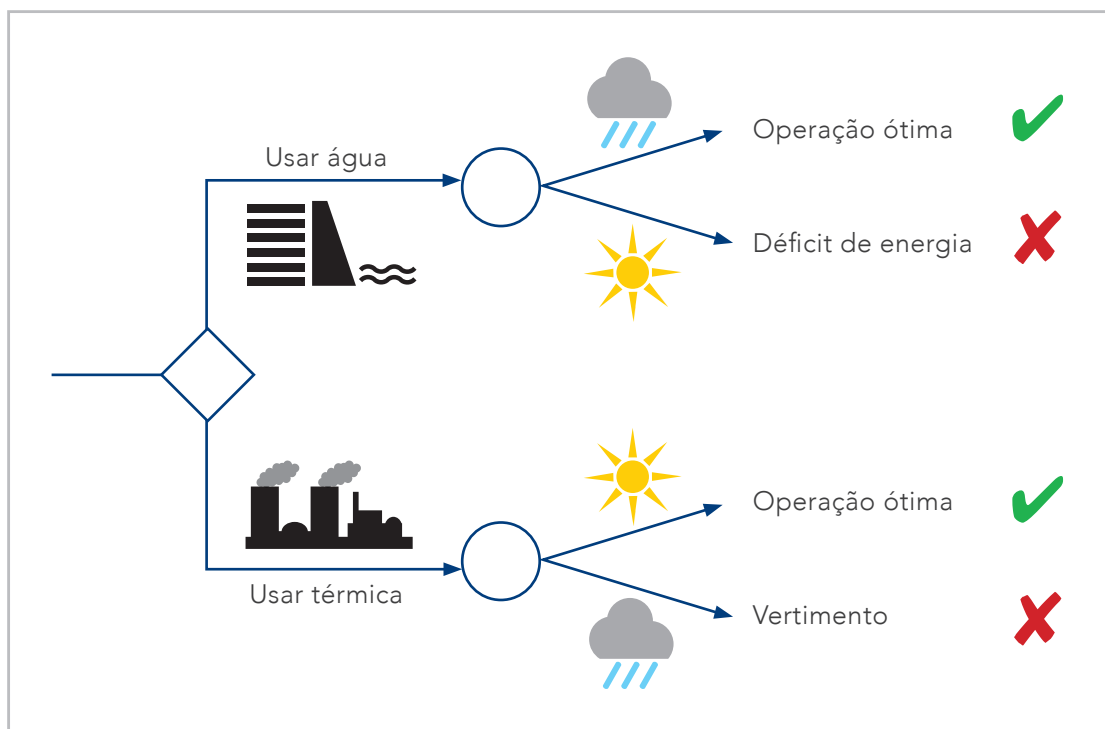 Usar água
Operação ótima
Déficit de energia
Usar térmica
Operação ótima
Vertimento